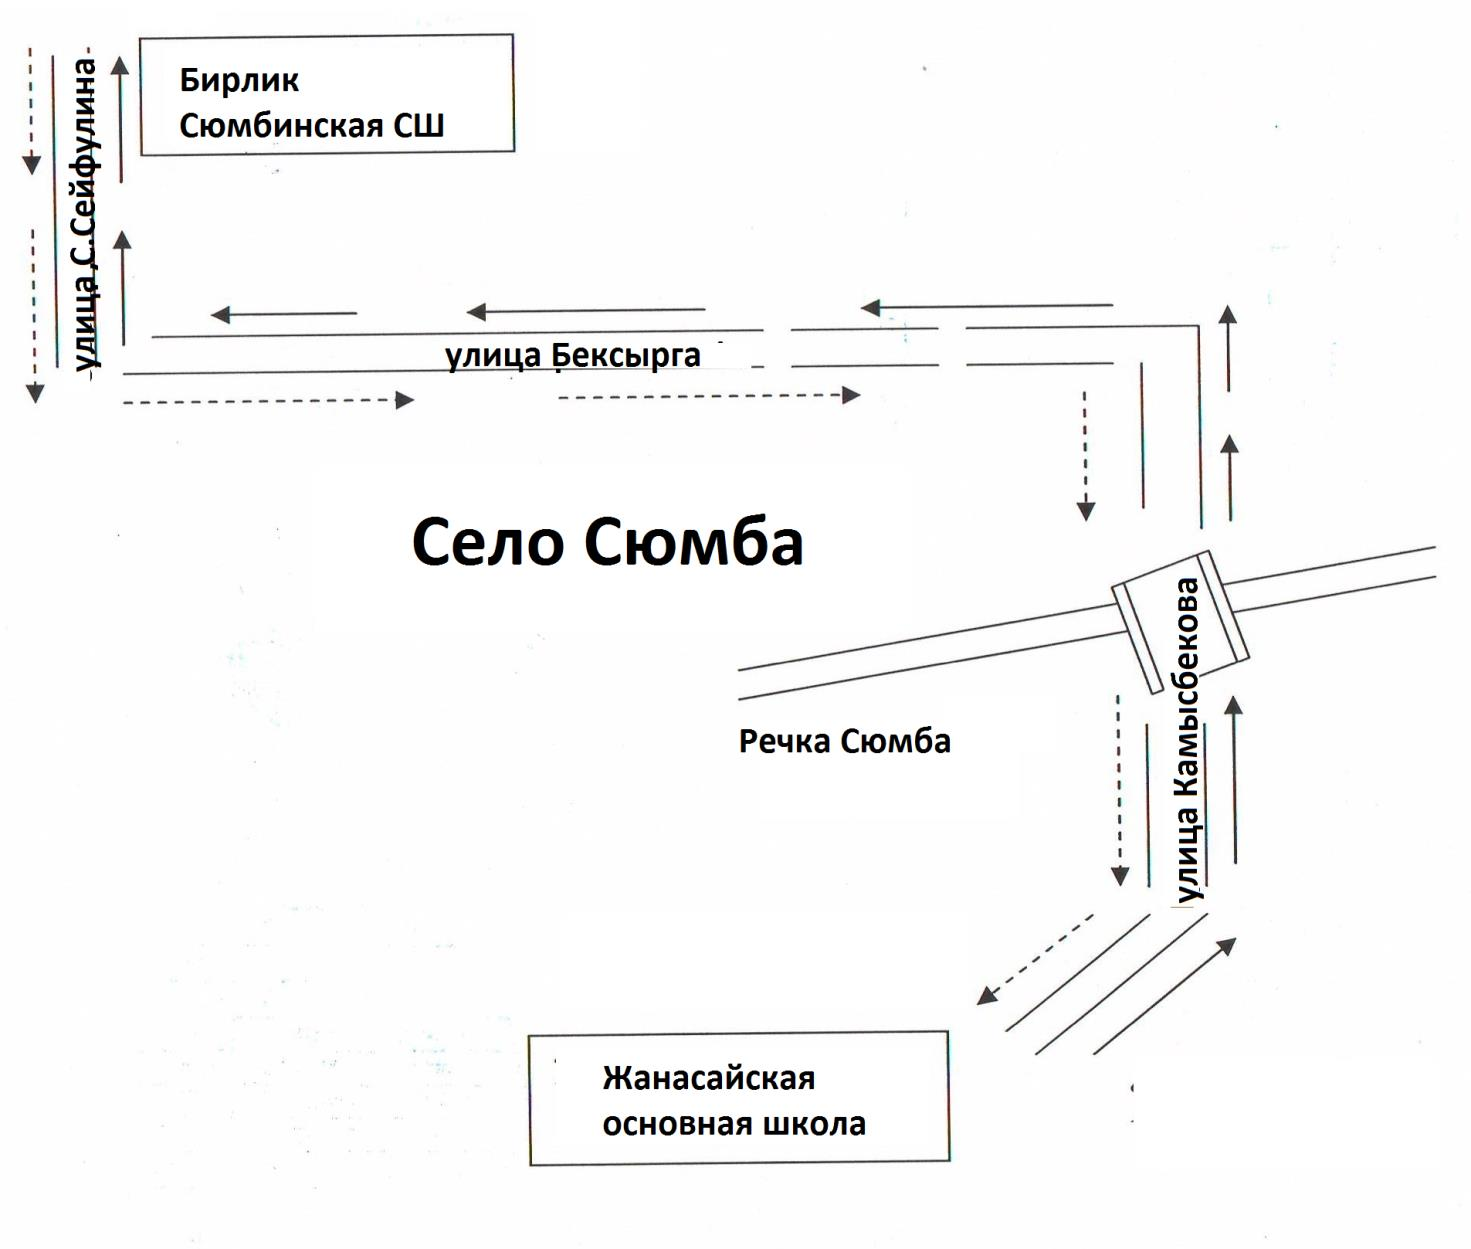 Бирлик
Сюмбинская СШ
улица С.Сейфулина
улица Бексырга
Село Сюмба
улица Камысбекова
Речка Сюмба
Жанасайская
основная школа